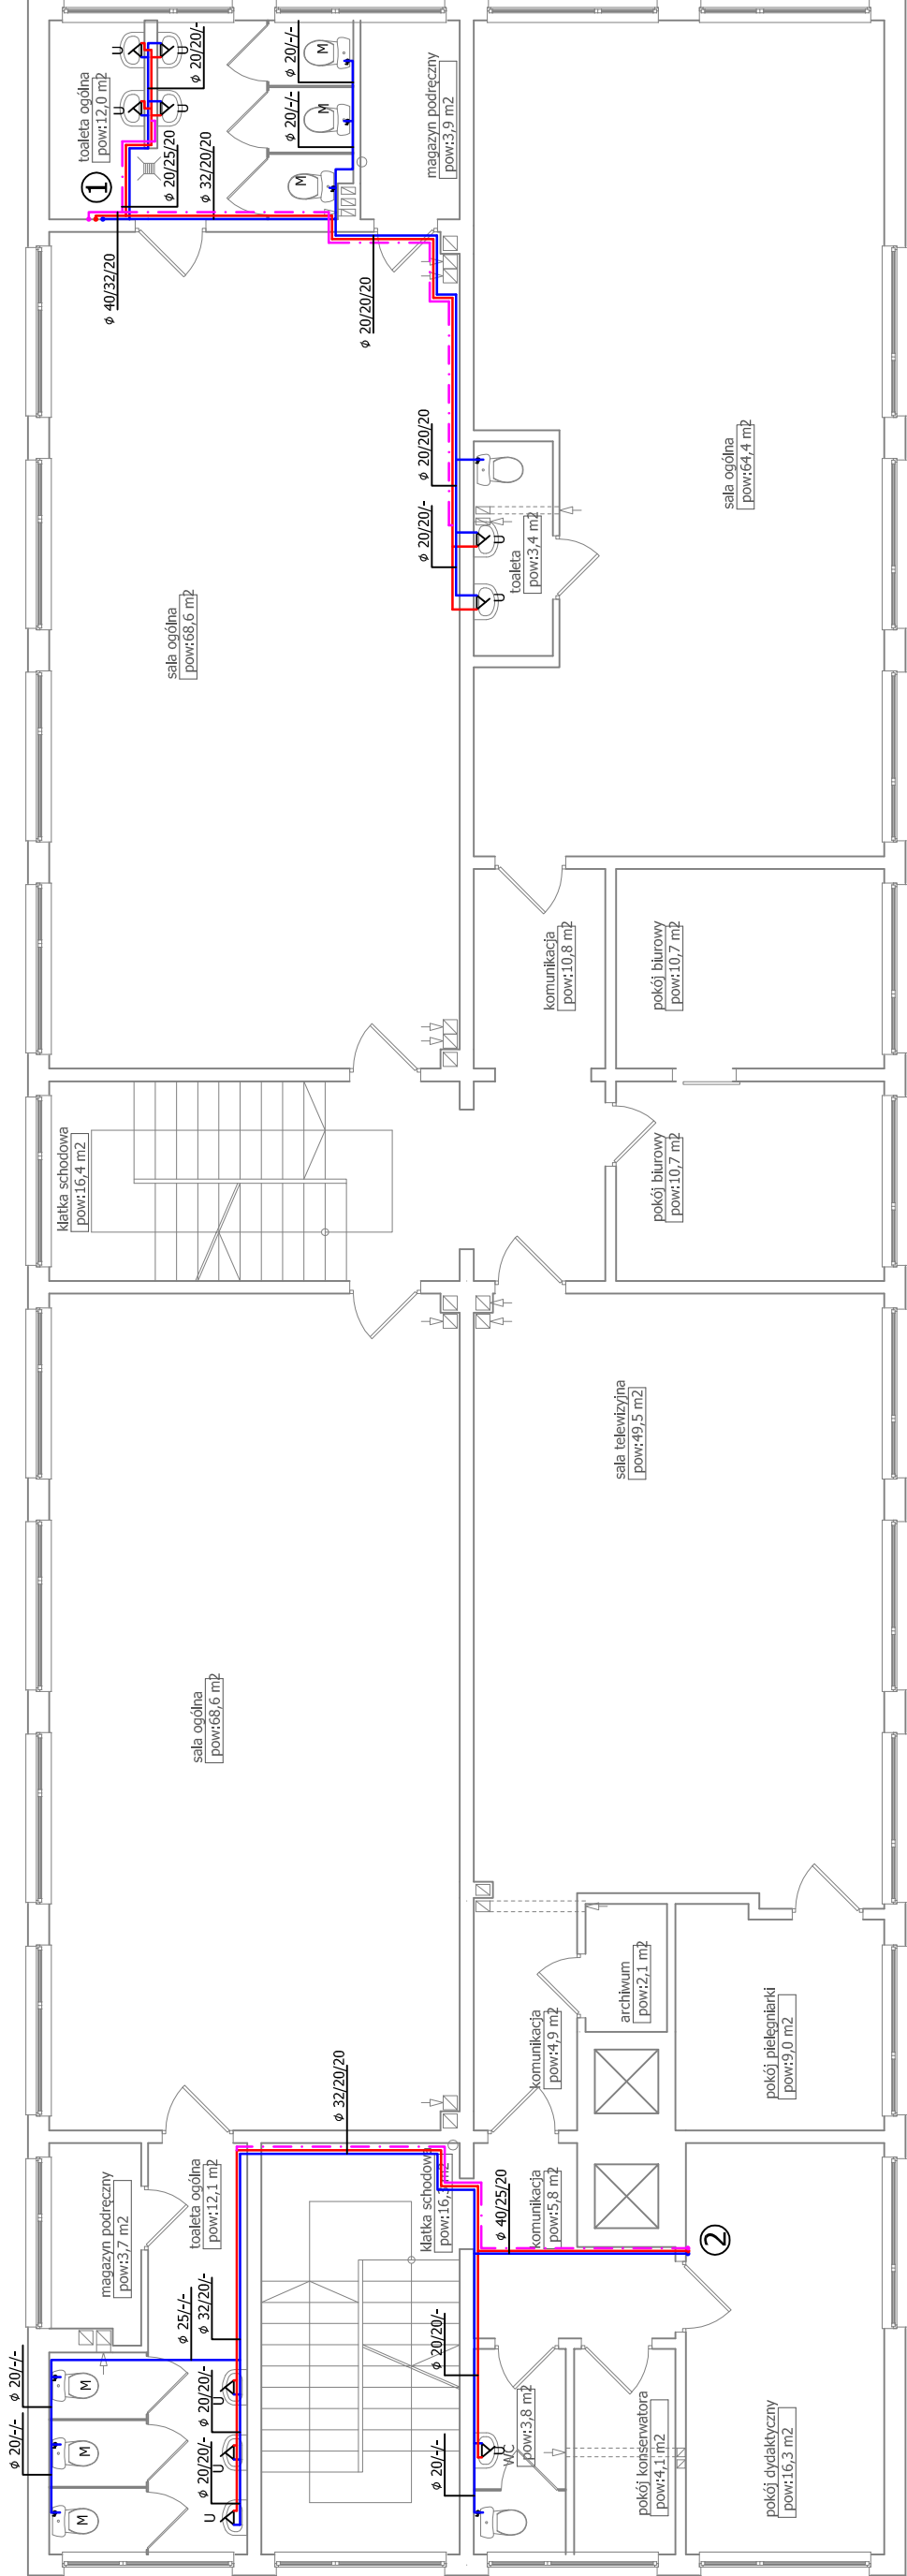 toaleta ogólna
pow:12,0 m2
U
U
U
U
ϕ 20/20/-
ϕ 20/-/-
M
ϕ 20/-/-
M
M
magazyn podręczny
pow:3,9 m2
1
ϕ 20/25/20
ϕ 32/20/20
ϕ 40/32/20
ϕ 20/20/20
sala ogólna
pow:68,6 m2
ϕ 20/20/20
ϕ 20/20/-
U
U
toaleta
pow:3,4 m2
sala ogólna
pow:64,4 m2
komunikacja
pow:10,8 m2
pokój biurowy
pow:10,7 m2
klatka schodowa
pow:16,4 m2
pokój biurowy
pow:10,7 m2
sala telewizyjna
pow:49,5 m2
sala ogólna
pow:68,6 m2
archiwum
pow:2,1 m2
komunikacja
pow:4,9 m2
pokój pielęgniarki
pow:9,0 m2
ϕ 32/20/20
magazyn podręczny
pow:3,7 m2
toaleta ogólna
pow:12,1 m2
klatka schodowa
komunikacja
pow:5,8 m2
ϕ 40/25/20
2
ϕ 25/-/-
ϕ 32/20/-
ϕ 20/-/-
ϕ 20/-/-
M
M
M
ϕ 20/20/-
ϕ 20/20/-
U
U
U
ϕ 20/20/-
ϕ 20/-/-
U
WC
pow:3,8 m2
pokój konserwatora
pow:4,1 m2
pokój dydaktyczny
pow:16,3 m2